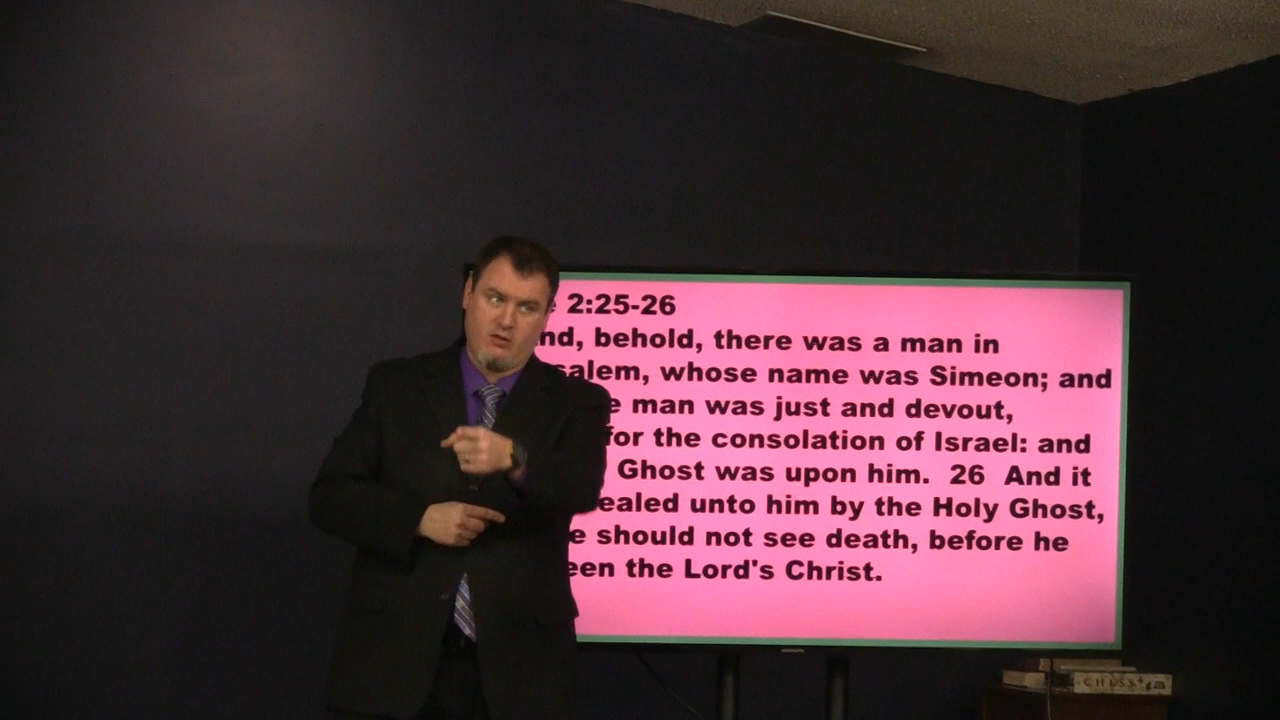 2:25-26
nd, behold, there was a man in
salem, whose name was Simeon; and
e man was just and devout,
for the consolation of Israel: and
Ghost was upon him. 26 And it
ealed unto him by the Holy Ghost,
e should not see death, before he
een the Lord's Christ.